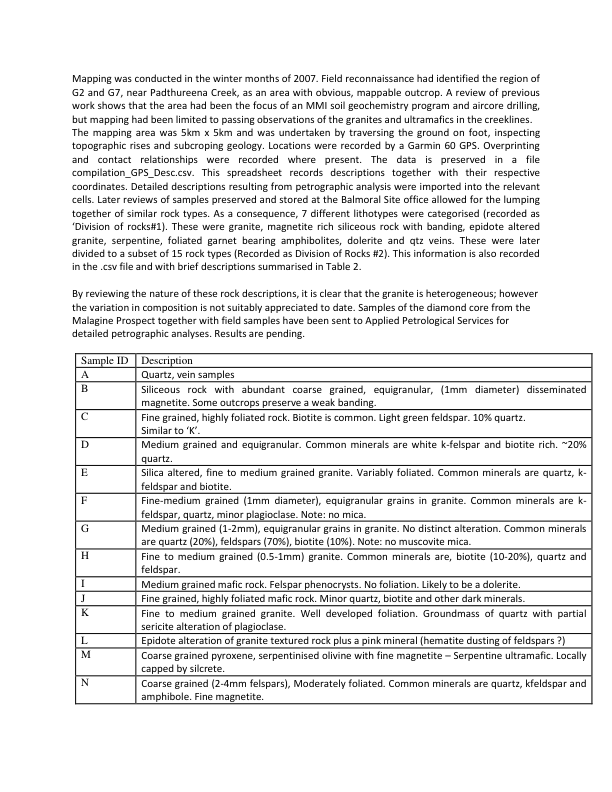 Mapping was conducted in the winter months of 2007. Field reconnaissance had identified the region of
G2 and G7, near Padthureena Creek, as an area with obvious, mappable outcrop. A review of previous
work shows that the area had been the focus of an MMI soil geochemistry program and aircore drilling,
but mapping had been limited to passing observations of the granites and ultramafics in the creeklines.
The mapping area was 5km x 5km and was undertaken by traversing the ground on foot, inspecting
topographic rises and subcroping geology. Locations were recorded by a Garmin 60 GPS. Overprinting
and contact relationships were recorded where present. The data is preserved in a file
compilation_GPS_Desc.csv. This spreadsheet records descriptions together with their respective
coordinates. Detailed descriptions resulting from petrographic analysis were imported into the relevant
cells. Later reviews of samples preserved and stored at the Balmoral Site office allowed for the lumping
together of similar rock types. As a consequence, 7 different lithotypes were categorised (recorded as
‘Division of rocks#1). These were granite, magnetite rich siliceous rock with banding, epidote altered
granite, serpentine, foliated garnet bearing amphibolites, dolerite and qtz veins. These were later
divided to a subset of 15 rock types (Recorded as Division of Rocks #2). This information is also recorded
in the .csv file and with brief descriptions summarised in Table 2.
By reviewing the nature of these rock descriptions, it is clear that the granite is heterogeneous; however
the variation in composition is not suitably appreciated to date. Samples of the diamond core from the
Malagine Prospect together with field samples have been sent to Applied Petrological Services for
detailed petrographic analyses. Results are pending.
Sample ID Description
A Quartz, vein samples
B Siliceous rock with abundant coarse grained, equigranular, (1mm diameter) disseminated
magnetite. Some outcrops preserve a weak banding.
C Fine grained, highly foliated rock. Biotite is common. Light green feldspar. 10% quartz.
Similar to ‘K’.
D Medium grained and equigranular. Common minerals are white k-felspar and biotite rich. ~20%
quartz.
E Silica altered, fine to medium grained granite. Variably foliated. Common minerals are quartz, k-
feldspar and biotite.
F Fine-medium grained (1mm diameter), equigranular grains in granite. Common minerals are k-
feldspar, quartz, minor plagioclase. Note: no mica.
G Medium grained (1-2mm), equigranular grains in granite. No distinct alteration. Common minerals
are quartz (20%), feldspars (70%), biotite (10%). Note: no muscovite mica.
H Fine to medium grained (0.5-1mm) granite. Common minerals are, biotite (10-20%), quartz and
feldspar.
I Medium grained mafic rock. Felspar phenocrysts. No foliation. Likely to be a dolerite.
J Fine grained, highly foliated mafic rock. Minor quartz, biotite and other dark minerals.
K Fine to medium grained granite. Well developed foliation. Groundmass of quartz with partial
sericite alteration of plagioclase.
L Epidote alteration of granite textured rock plus a pink mineral (hematite dusting of feldspars ?)
M Coarse grained pyroxene, serpentinised olivine with fine magnetite – Serpentine ultramafic. Locally
capped by silcrete.
N Coarse grained (2-4mm felspars), Moderately foliated. Common minerals are quartz, kfeldspar and
amphibole. Fine magnetite.